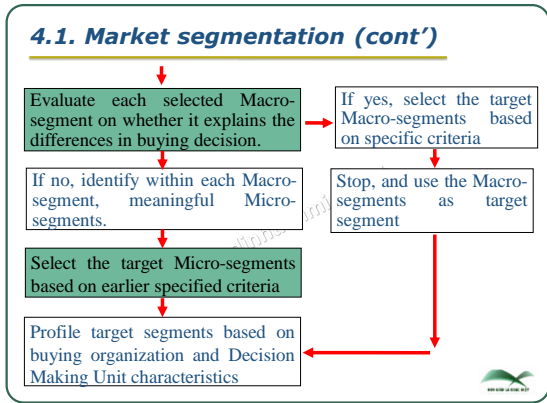 4.1. Market segmentation (cont’)
Evaluate each selected Macro-
segment on whether it explains the
differences in buying decision.
If yes, select the target
Macro-segments based
on specific criteria
If no, identify within each Macro-
segment, meaningful Micro-
segments.
Stop, and use the Macro-
segments as target
segment
Select the target Micro-segments
based on earlier specified criteria
Profile target segments based on
buying organization and Decision
Making Unit characteristics